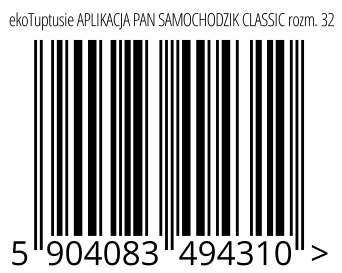 ekoTuptusie APLIKACJA PAN SAMOCHODZIK CLASSIC rozm. 32
5 904083 494310 >